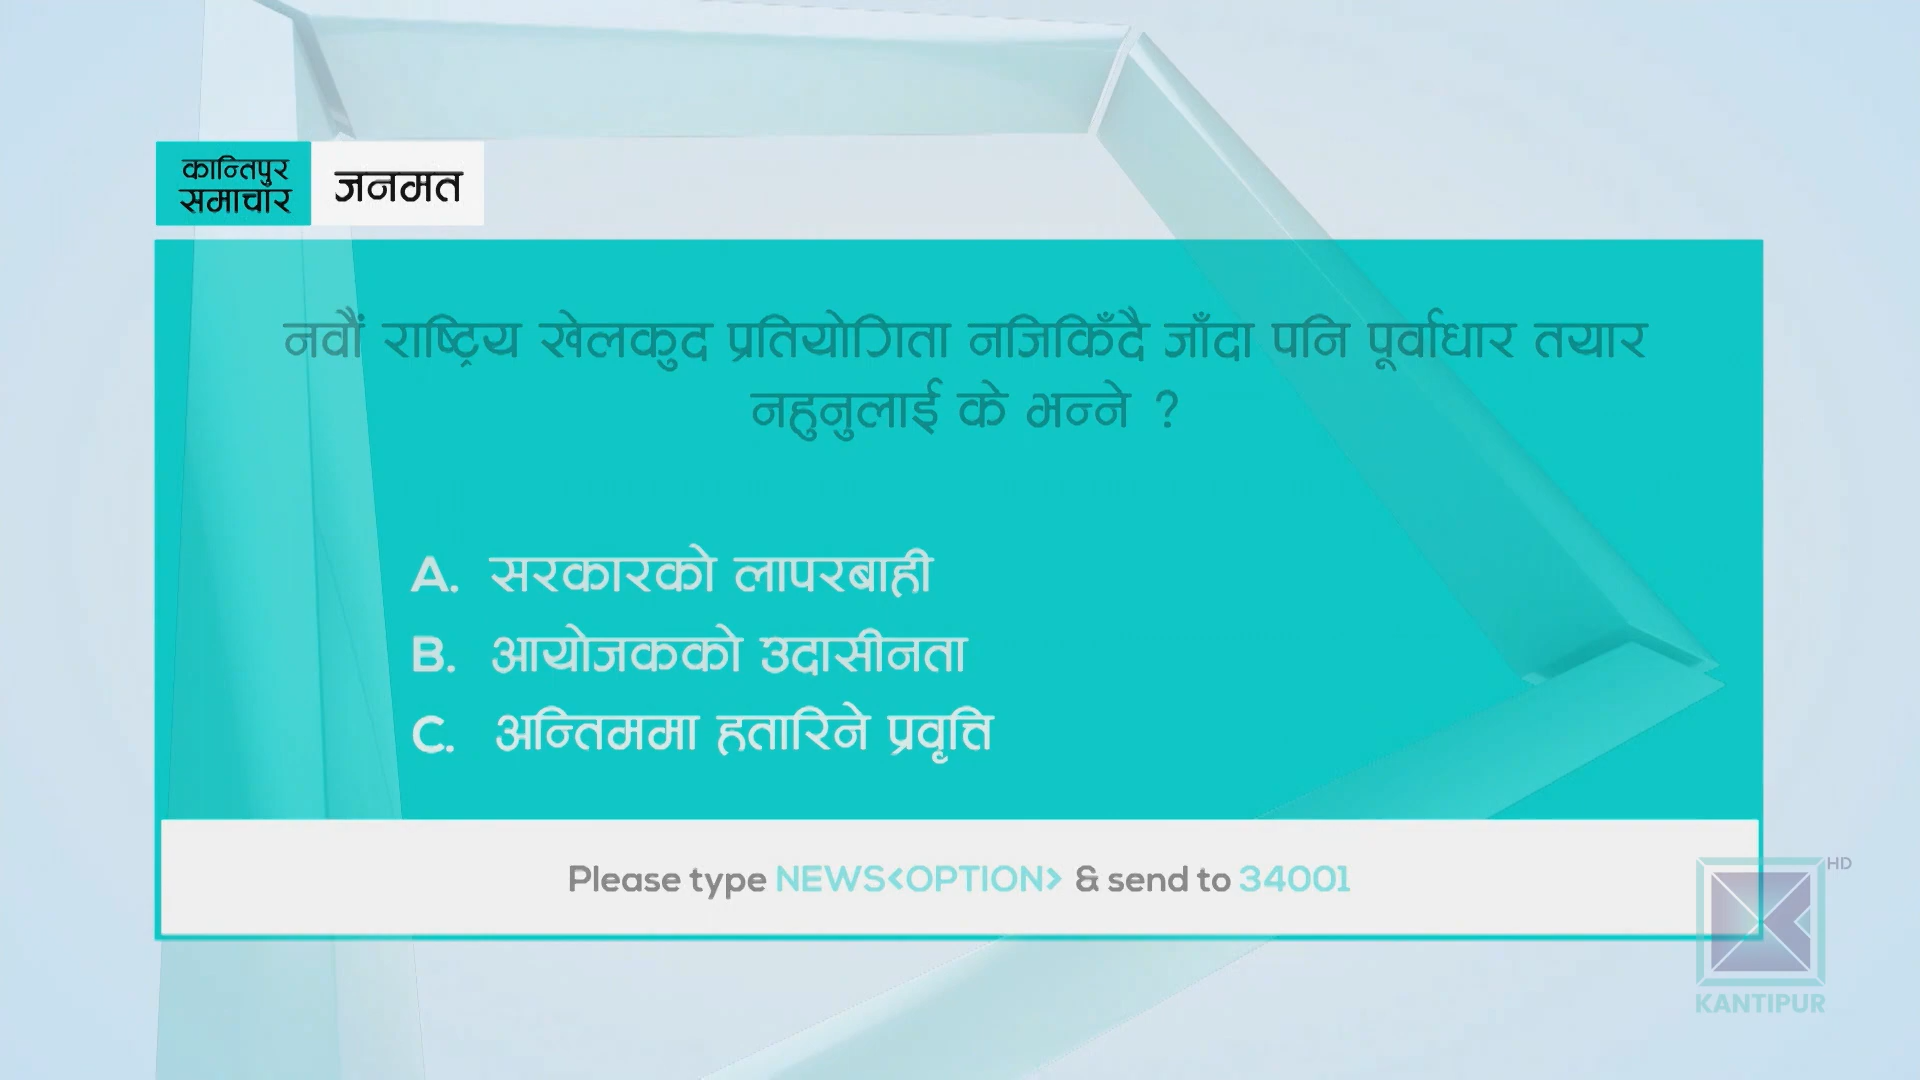 कान्तिपुर
समाचार
जनमत
नवौं राष्ट्रिय खेलकुद प्रतियोगिता नजिकिँदै जाँदा पनि पूर्वाधार तयार
नहुनुलाई के भन्ने ?
A. सरकारको लापरबाही
B. आयोजकको उदासीनता
C. अन्तिममा हतारिने प्रवृत्ति
Please type NEWS<OPTION> & send to 34001
HD
KANTIPUR